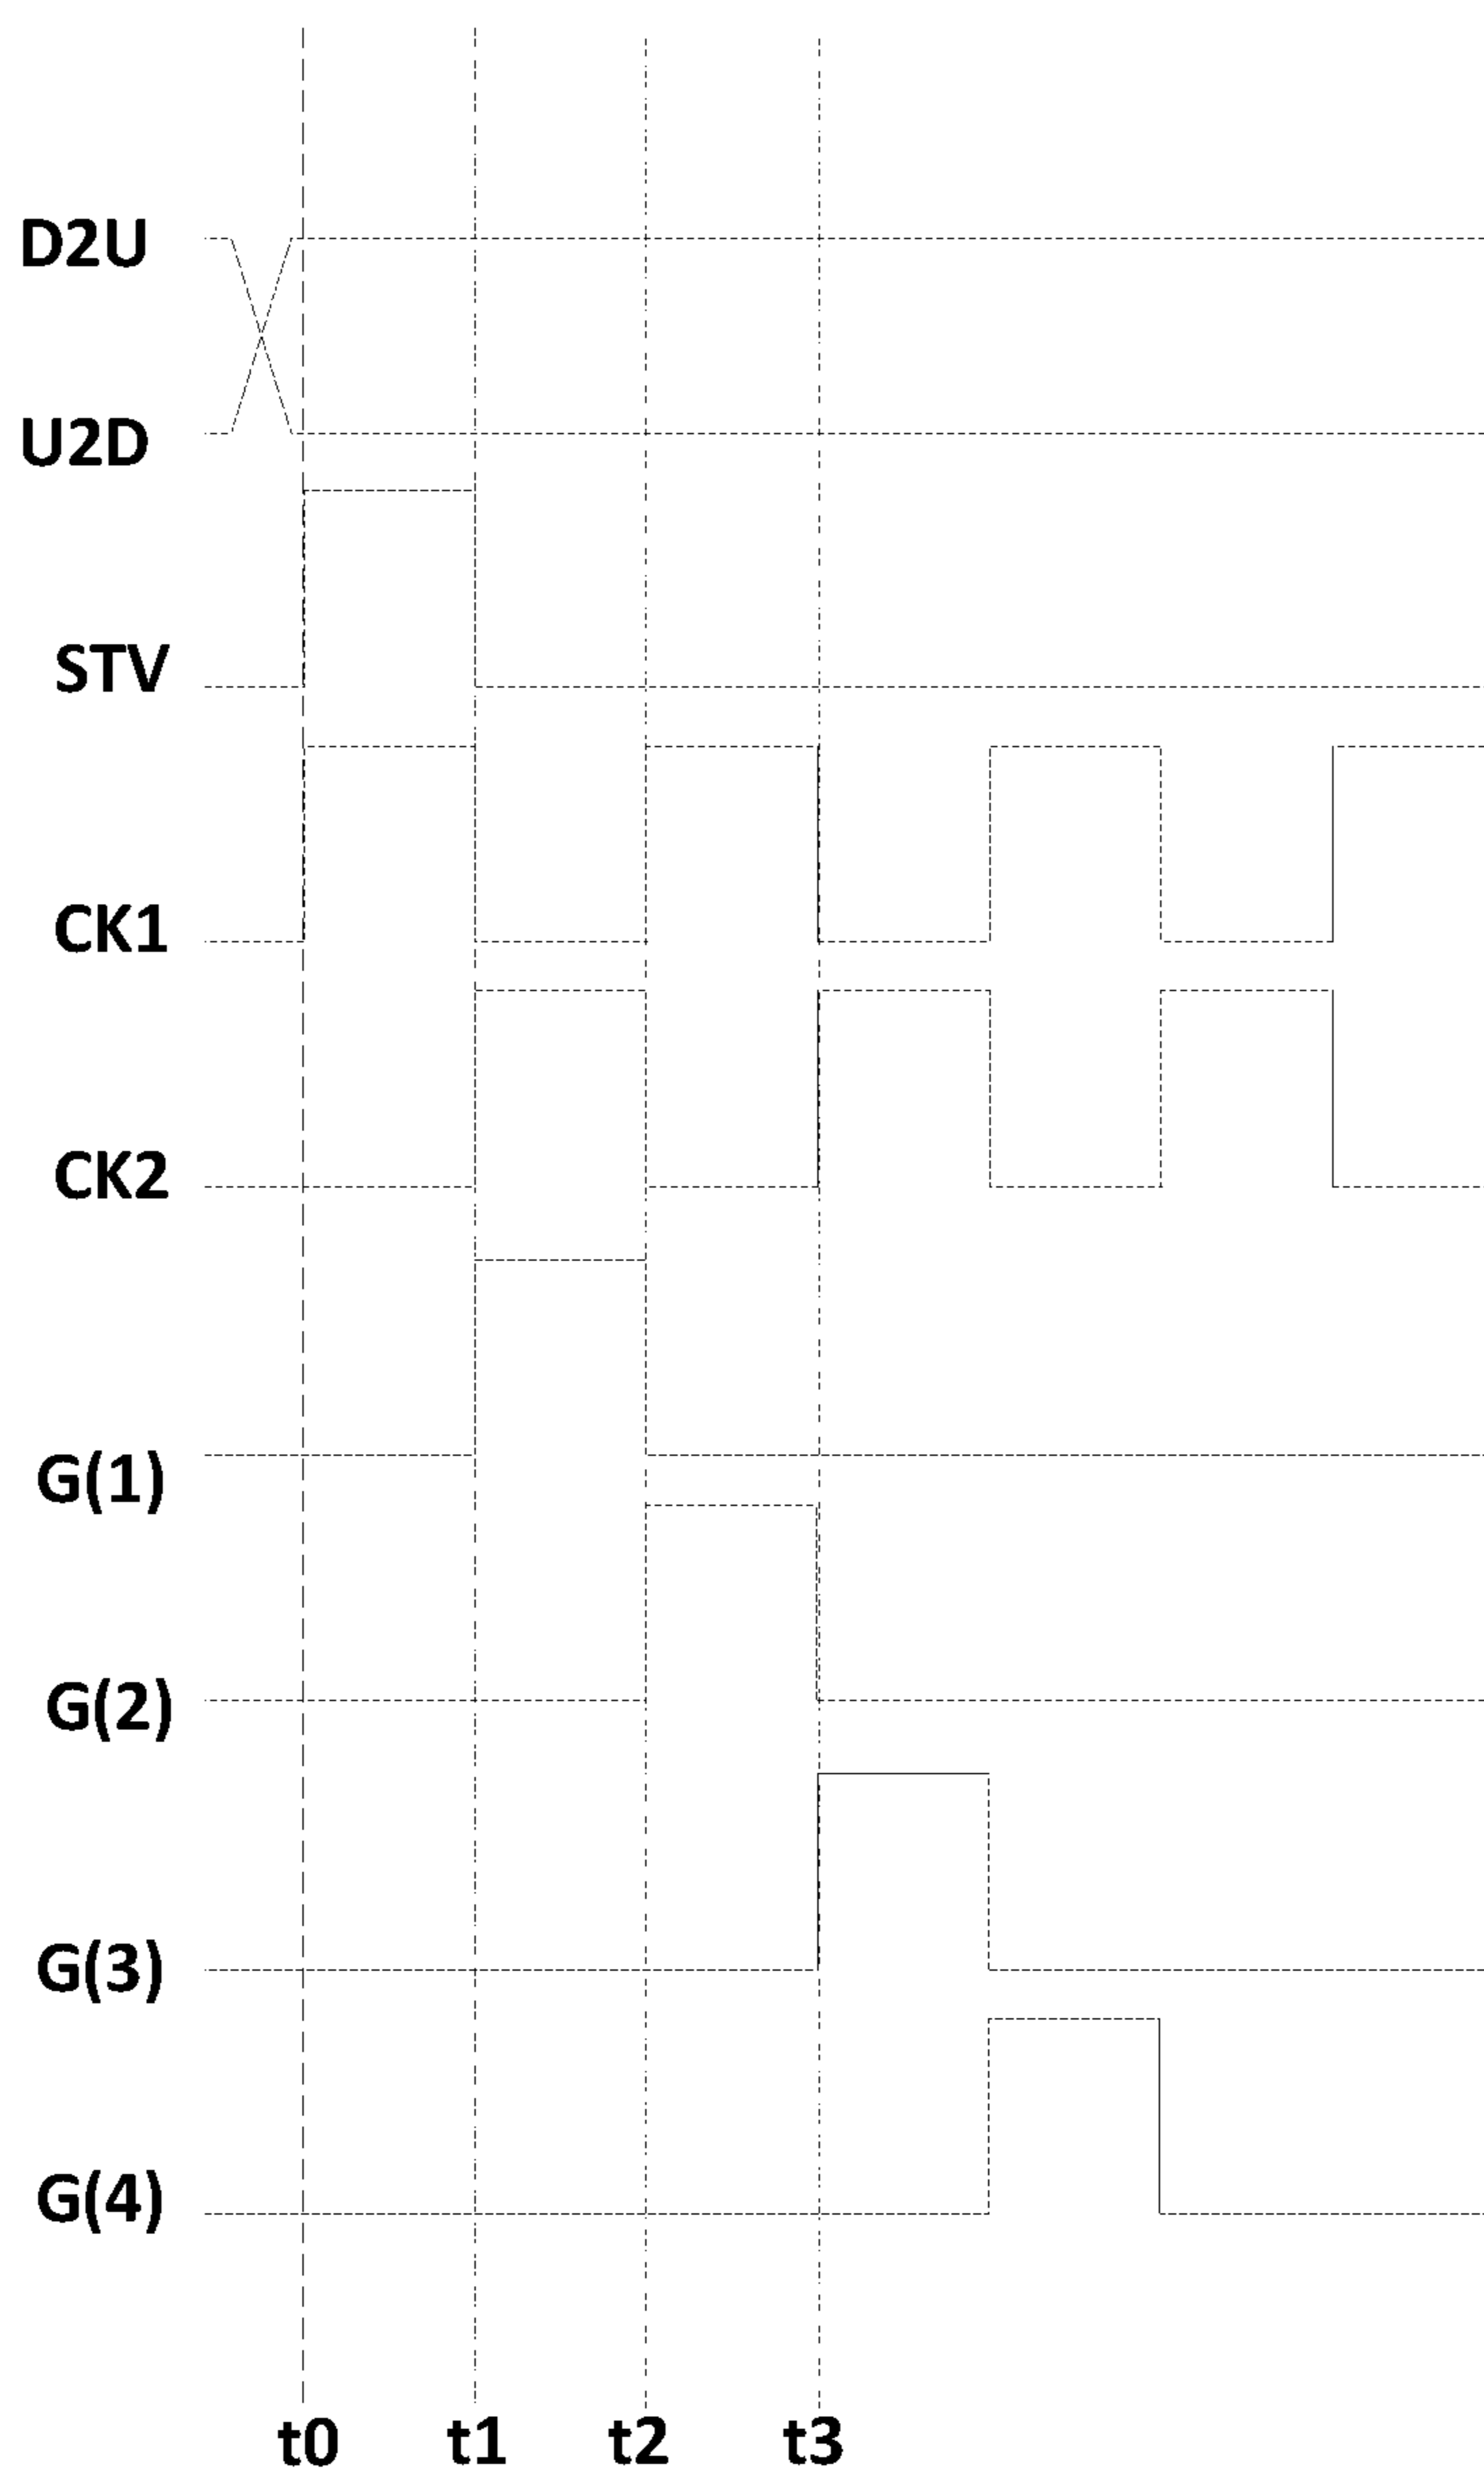 D2U
U2D
STV
CK1
CK2
G(1)
G(2)
G(3)
G(4)
t0 t1 t2 t3